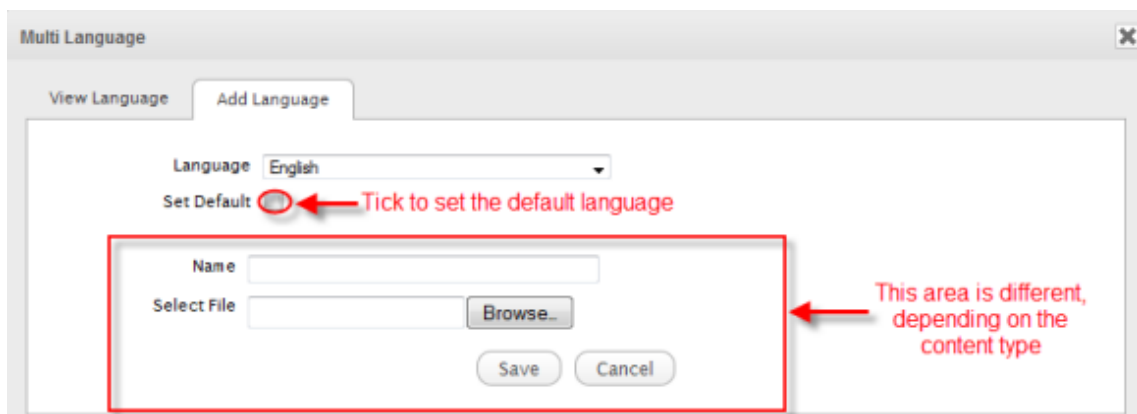 Multi Language
View Language
Add Language
Language English
Set Default
Tick to set the default language
Name
Select File Browse...
This area is different,
depending on the
content type
Save Cancel